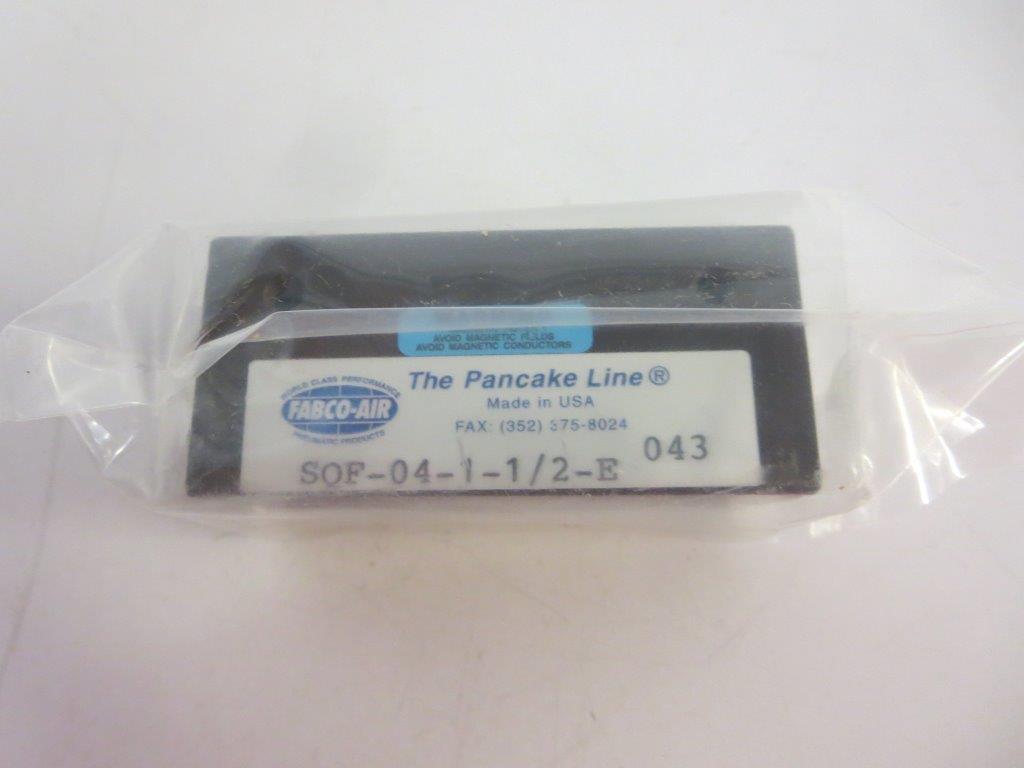 AVOID MAGNETIC FIELDS
AVOID MAGNETIC CONDUCTORS
WORLD CLASS PERFORMANCE
FABCO-AIR
PNEUMATIC PRODUCTS
The Pancake Line®
Made in USA
FAX: (352) 375-8024
043
SOF-04-1-1/2-E